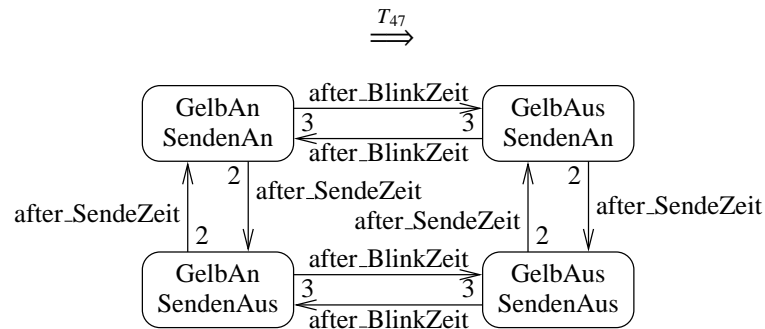 T47
after_BlinkZeit
GelbAn
SendenAn
GelbAus
SendenAn
3
3
after_BlinkZeit
2
2
after_SendeZeit
after_SendeZeit
after_SendeZeit
after_SendeZeit
2
2
after_BlinkZeit
GelbAn
SendenAus
GelbAus
SendenAus
3
3
after_BlinkZeit